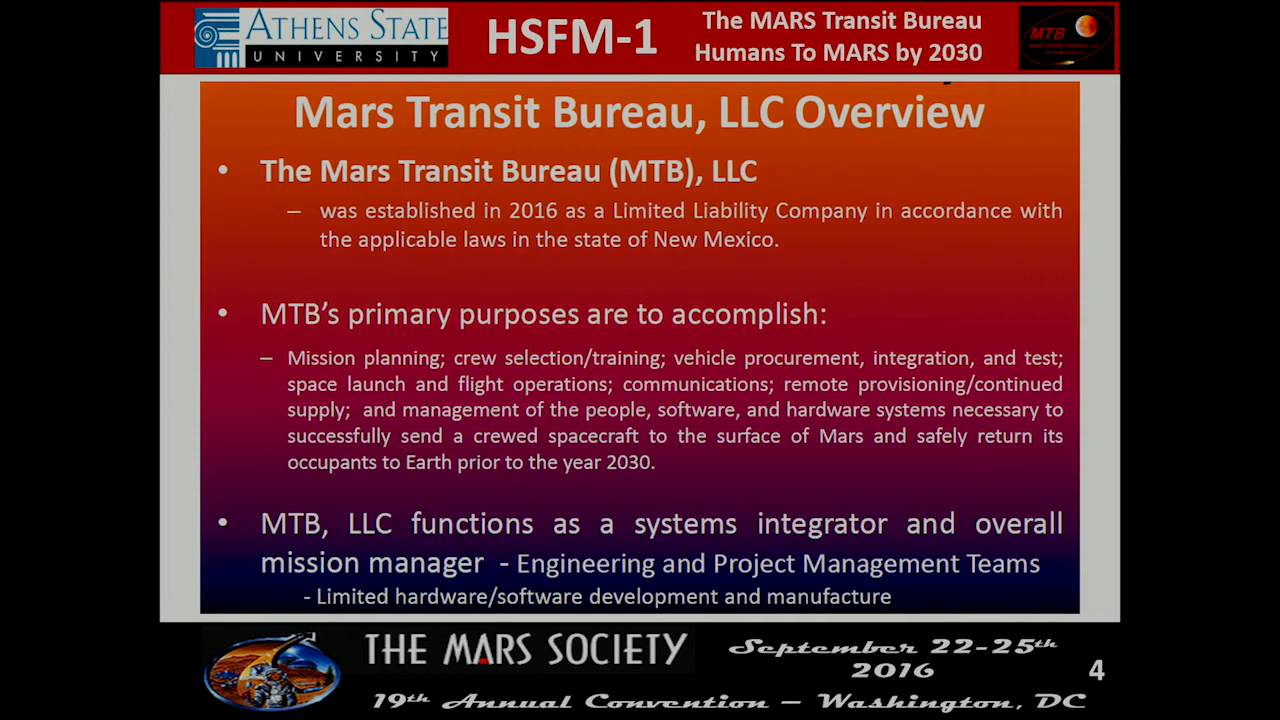 ATHENS STATE
UNIVERSITY
HSFM-1
The MARS Transit Bureau
Humans To MARS by 2030
MTB
Mars Transit Bureau, LLC Overview
• The Mars Transit Bureau (MTB), LLC
– was established in 2016 as a Limited Liability Company in accordance with
the applicable laws in the state of New Mexico.
• MTB’s primary purposes are to accomplish:
– Mission planning; crew selection/training; vehicle procurement, integration, and test;
space launch and flight operations; communications; remote provisioning/continued
supply; and management of the people, software, and hardware systems necessary to
successfully send a crewed spacecraft to the surface of Mars and safely return its
occupants to Earth prior to the year 2030.
• MTB, LLC functions as a systems integrator and overall
mission manager - Engineering and Project Management Teams
- Limited hardware/software development and manufacture
THE MARS SOCIETY
September 22-25th
2016
4
19th Annual Convention – Washington, DC